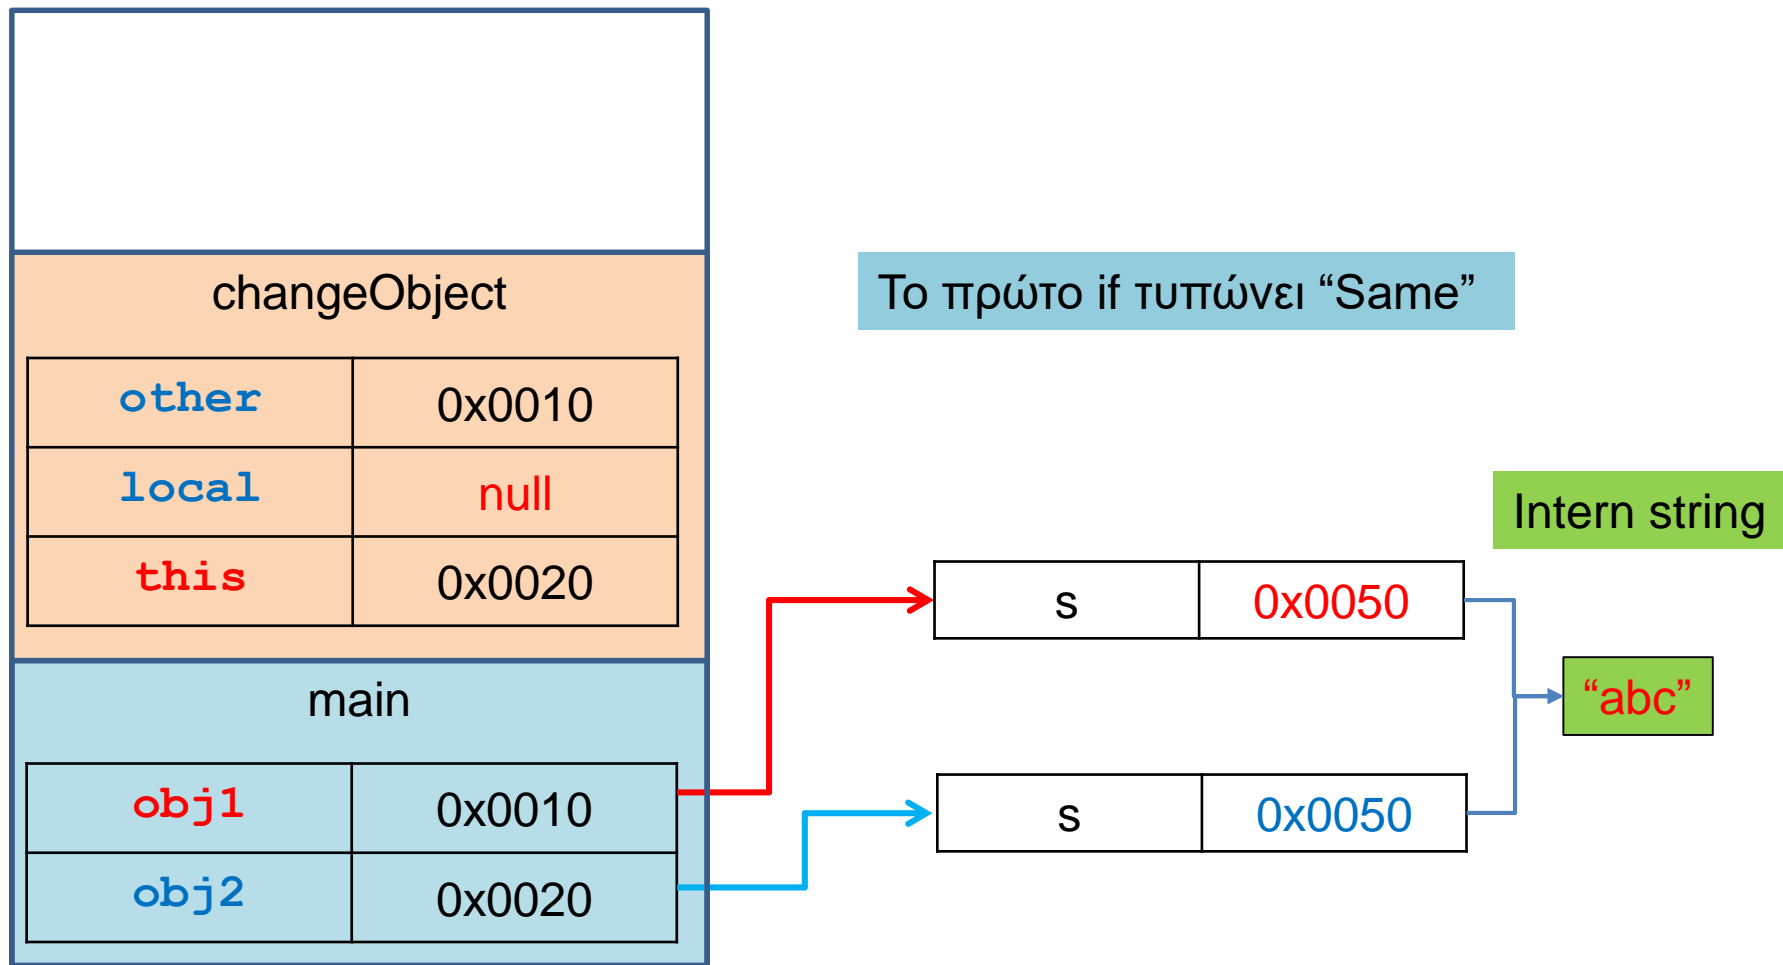 changeObject
other 0x0010
local null
this 0x0020
main
obj1 0x0010
obj2 0x0020
Το πρώτο if τυπώνει “Same”
Intern string
s 0x0050
“abc”
s 0x0050